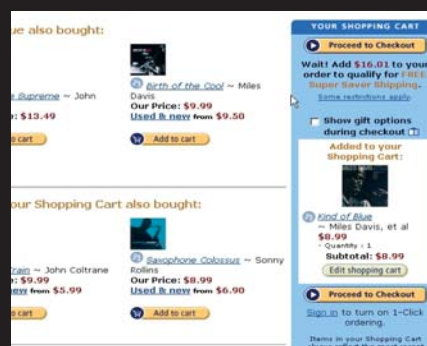 ue also bought:
Birth of the Cool ~ Miles
Davis
Our Price: $9.99
Used & new from $9.50
Add to cart
Supreme ~ John
: $13.49
o cart
our Shopping Cart also bought:
Saxophone Colossus ~ Sonny
Rollins
Our Price: $8.99
Used & new from $6.90
Add to cart
Train ~ John Coltrane
: $9.99
ew from $5.99
o cart
YOUR SHOPPING CART
Proceed to Checkout
Wait! Add $16.01 to your
order to qualify for FREE
Super Saver Shipping.
Some restrictions apply.
Show gift options
during checkout
Added to your
Shopping Cart:
Kind of Blue
~ Miles Davis, et al
$8.99
- Quantity: 1
Subtotal: $8.99
Edit shopping cart
Proceed to Checkout
Sign in to turn on 1-Click
ordering.
Items in your Shopping Cart